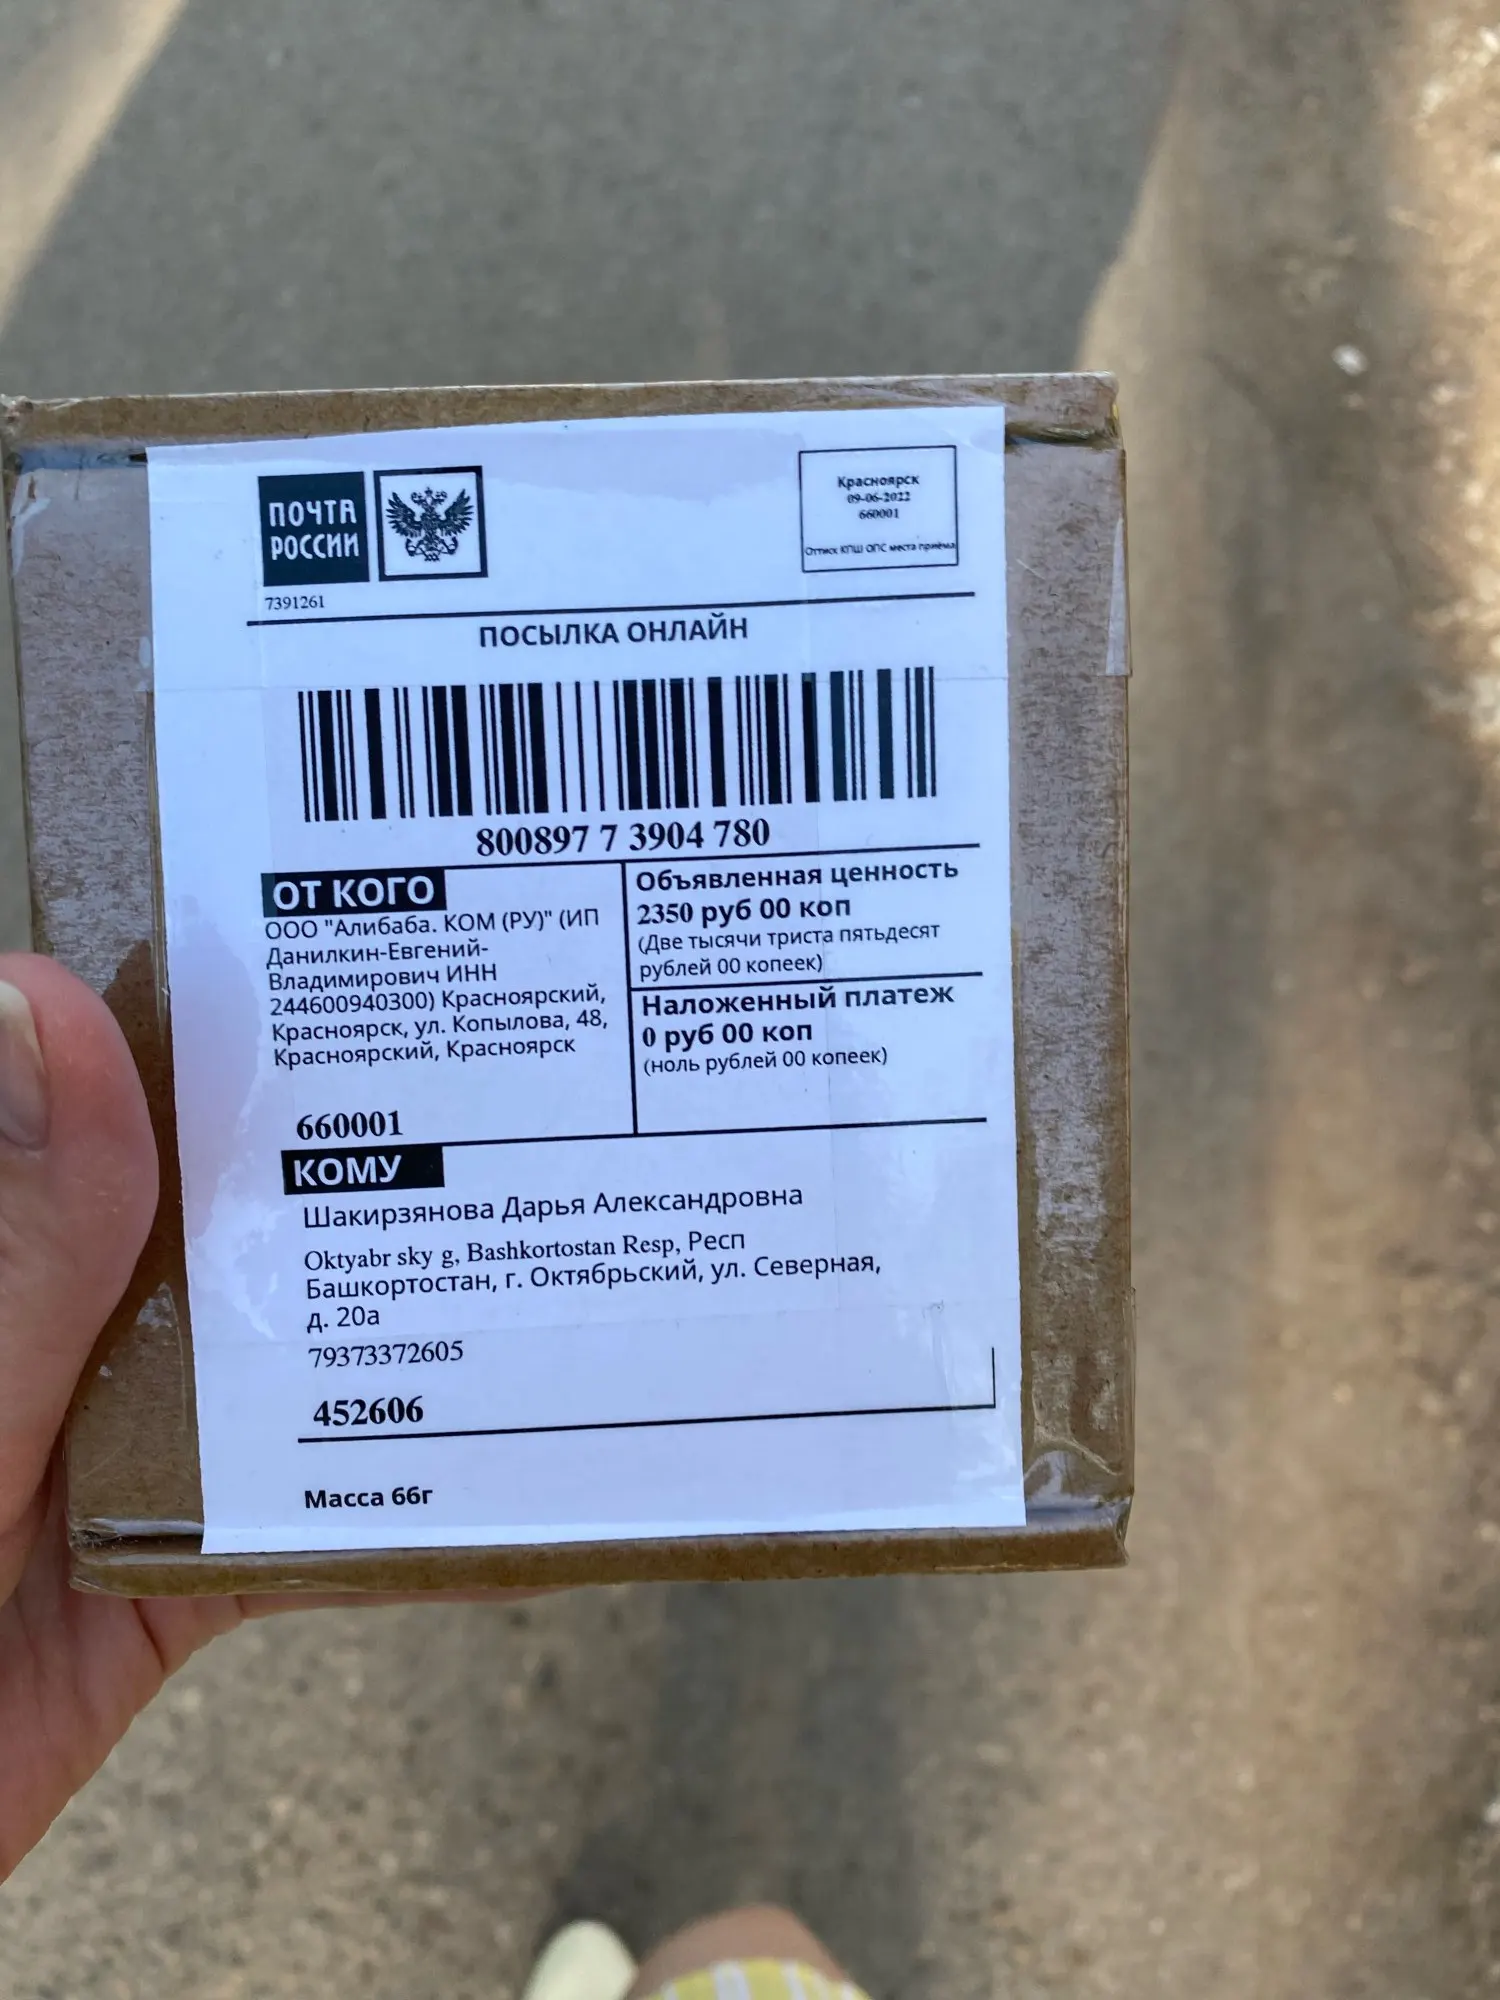 ПОЧТА
РОССИИ
Красноярск
09-06-2022
660001
Оттиск КПШ ОПС места приёма
7391261
ПОСЫЛКА ОНЛАЙН
800897 7 3904 780
ОТ КОГО
ООО "Алибаба. КОМ (РУ)" (ИП
Данилкин-Евгений-
Владимирович ИНН
244600940300) Красноярский,
Красноярск, ул. Копылова, 48,
Красноярский, Красноярск
660001
Объявленная ценность
2350 руб 00 коп
(Две тысячи триста пятьдесят
рублей 00 копеек)
Наложенный платеж
0 руб 00 коп
(ноль рублей 00 копеек)
КОМУ
Шакирзянова Дарья Александровна
Oktyabr sky g, Bashkortostan Resp, Респ
Башкортостан, г. Октябрьский, ул. Северная,
д. 20а
79373372605
452606
Масса 66г